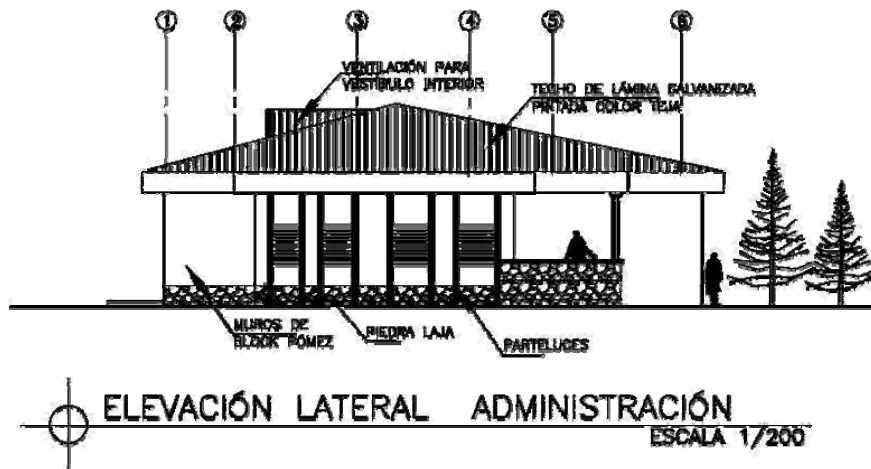 1 2 3 4 5 6
VENTILACIÓN PARA
VESTIBULO INTERIOR
TECHO DE LÁMINA GALVANIZADA
PINTADA COLOR TEJA
MUROS DE
BLOCK POMEZ
PIEDRA LAJA
PARTELUCES
ELEVACIÓN LATERAL ADMINISTRACIÓN
ESCALA 1/200